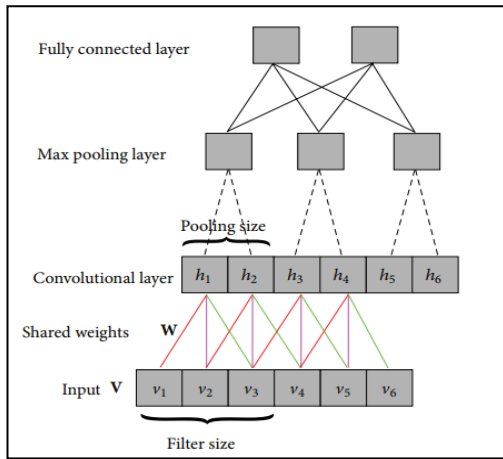 Fully connected layer
Max pooling layer
Pooling size
Convolutional layer h₁ h₂ h₃ h₄ h₅ h₆
Shared weights W
Input V v₁ v₂ v₃ v₄ v₅ v₆
Filter size